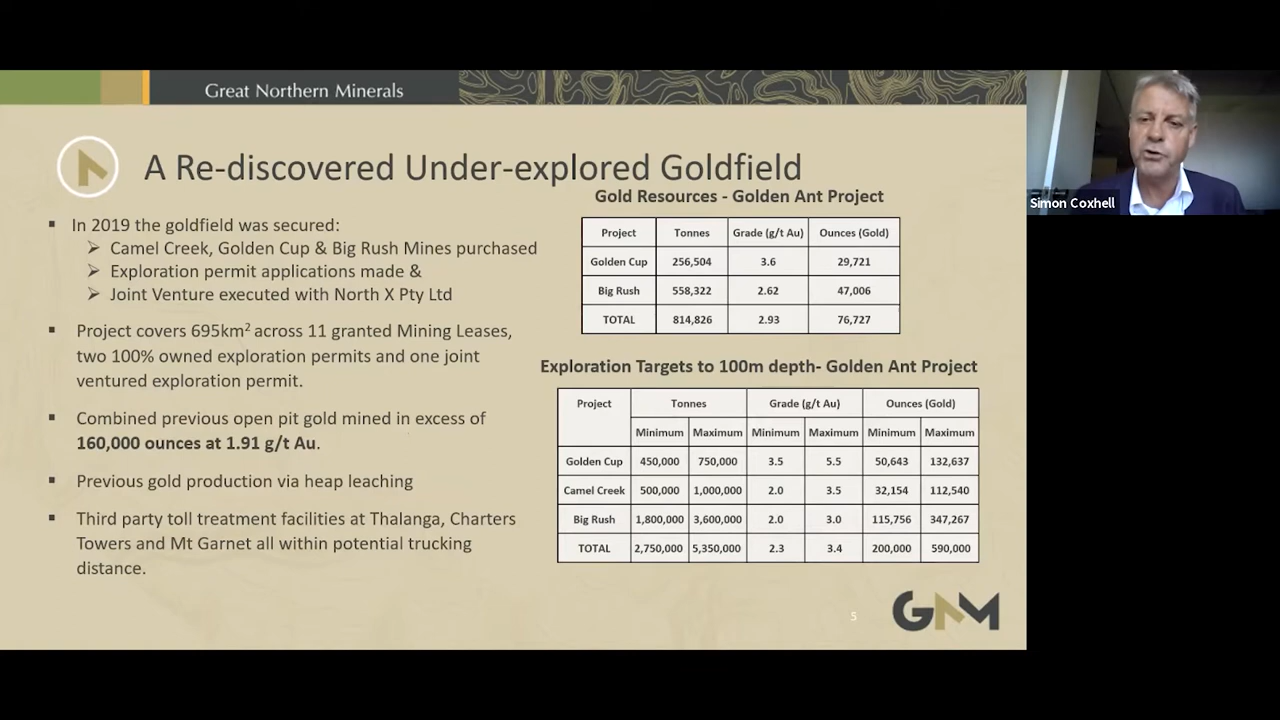 Great Northern Minerals
A Re-discovered Under-explored Goldfield
▪ In 2019 the goldfield was secured:
➢ Camel Creek, Golden Cup & Big Rush Mines purchased
➢ Exploration permit applications made &
➢ Joint Venture executed with North X Pty Ltd
▪ Project covers 695km² across 11 granted Mining Leases,
two 100% owned exploration permits and one joint
ventured exploration permit.
▪ Combined previous open pit gold mined in excess of
160,000 ounces at 1.91 g/t Au.
▪ Previous gold production via heap leaching
▪ Third party toll treatment facilities at Thalanga, Charters
Towers and Mt Garnet all within potential trucking
distance.
Gold Resources - Golden Ant Project
Project Tonnes Grade (g/t Au) Ounces (Gold)
Golden Cup 256,504 3.6 29,721
Big Rush 558,322 2.62 47,006
TOTAL 814,826 2.93 76,727
Exploration Targets to 100m depth- Golden Ant Project
Project Tonnes Grade (g/t Au) Ounces (Gold)
Minimum Maximum Minimum Maximum Minimum Maximum
Golden Cup 450,000 750,000 3.5 5.5 50,643 132,637
Camel Creek 500,000 1,000,000 2.0 3.5 32,154 112,540
Big Rush 1,800,000 3,600,000 2.0 3.0 115,756 347,267
TOTAL 2,750,000 5,350,000 2.3 3.4 200,000 590,000
5
GNM
Simon Coxhell